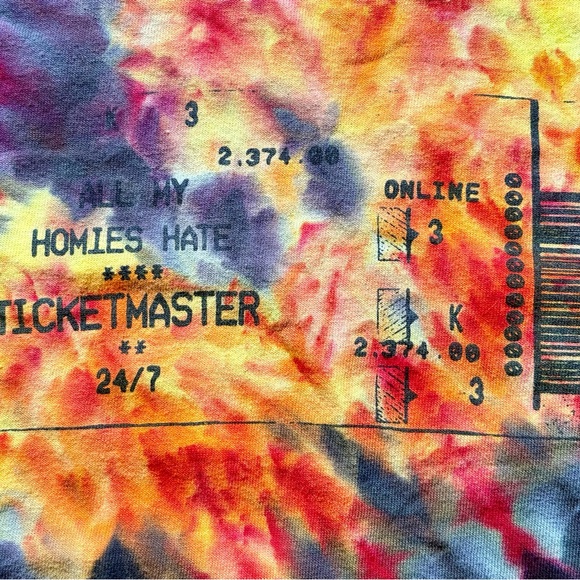 K 3
2.374.00
ALL MY
HOMIES HATE
****
TICKETMASTER
**
24/7
ONLINE
3
K
2.374.00
3